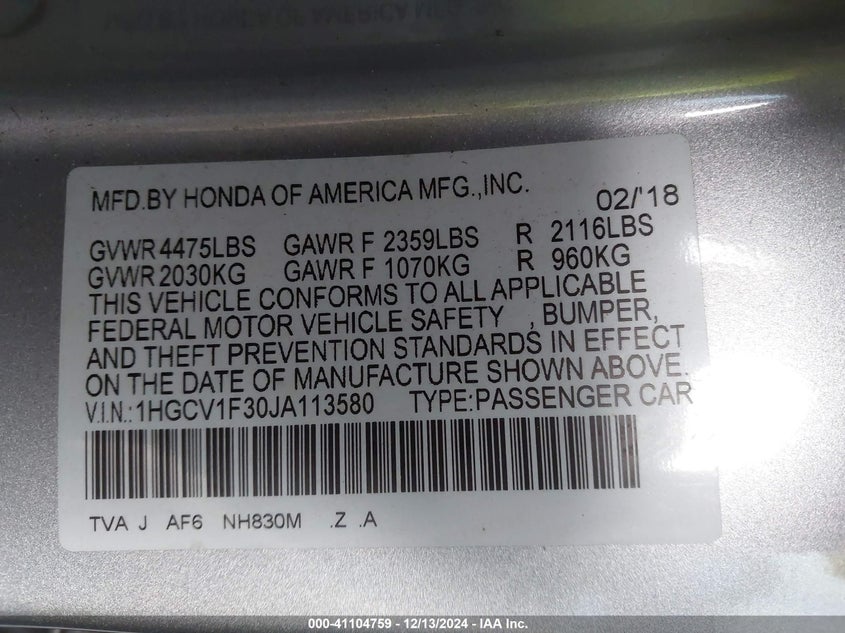 MFD.BY HONDA OF AMERICA MFG.,INC. 02/'18
GVWR 4475LBS GAWR F 2359LBS R 2116LBS
GVWR 2030KG GAWR F 1070KG R 960KG
THIS VEHICLE CONFORMS TO ALL APPLICABLE
FEDERAL MOTOR VEHICLE SAFETY , BUMPER,
AND THEFT PREVENTION STANDARDS IN EFFECT
ON THE DATE OF MANUFACTURE SHOWN ABOVE.
V.I.N.:1HGCV1F30JA113580 TYPE:PASSENGER CAR
TVA J AF6 NH830M .Z .A
000-41104759 - 12/13/2024 - IAA Inc.